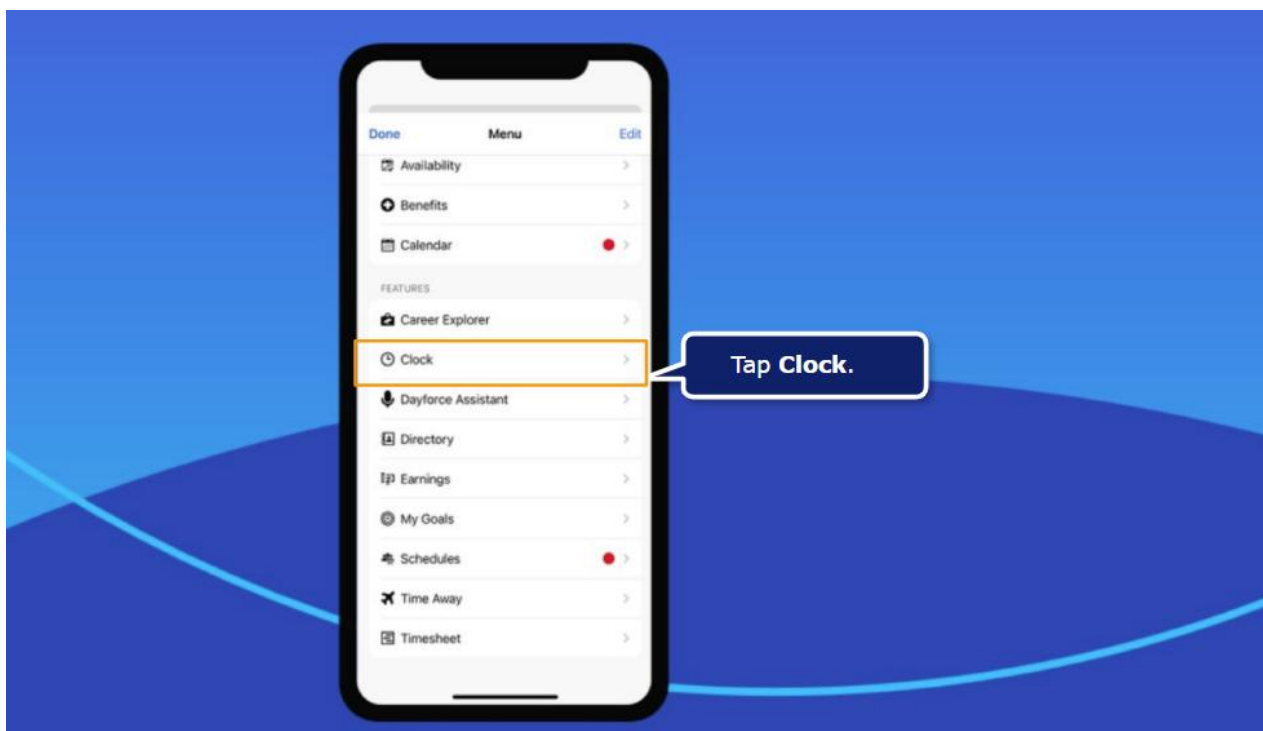 Done Menu Edit
Availability
Benefits
Calendar
FEATURES
Career Explorer
Clock
Tap Clock.
Dayforce Assistant
Directory
Earnings
My Goals
Schedules
Time Away
Timesheet